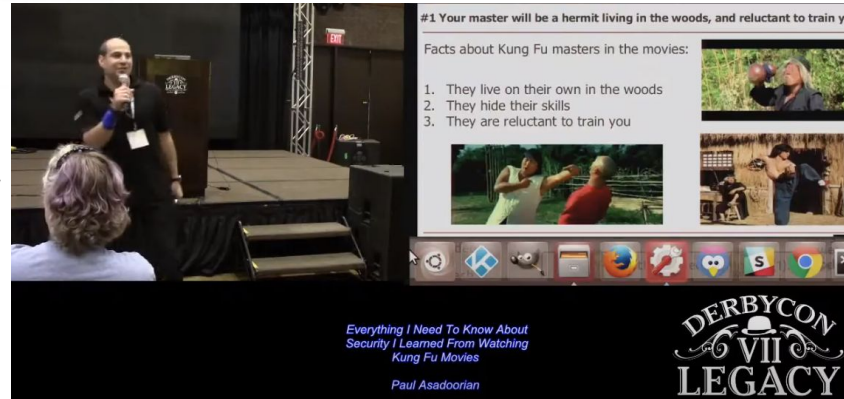 EXIT
DERBYCON
LEGACY
#1 Your master will be a hermit living in the woods, and reluctant to train y
Facts about Kung Fu masters in the movies:
1. They live on their own in the woods
2. They hide their skills
3. They are reluctant to train you
S
Everything I Need To Know About
Security I Learned From Watching
Kung Fu Movies
Paul Asadoorian
DERBYCON
VII
LEGACY